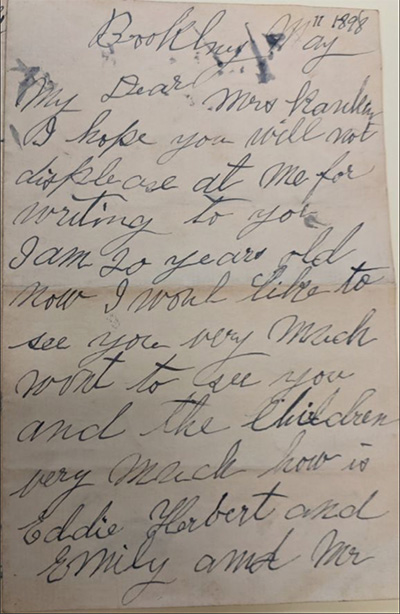 Booklny May 11 1898
My Dear Mrs Rankin
I hope you will not
displease at me for
writing to you
I am 20 years old
now I woul like to
see you very much
wont to see you
and the Children
very much how is
Eddie Herbert and
Emily and Mr